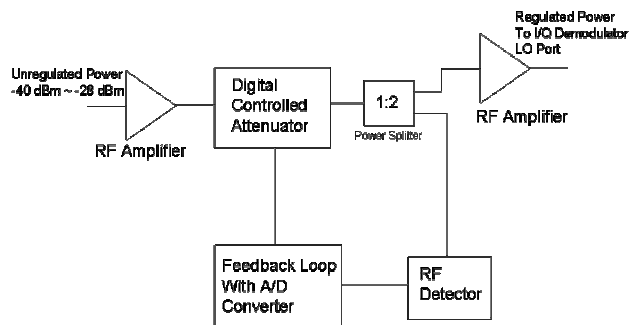 Regulated Power
To I/Q Demodulator
LO Port
Unregulated Power
-40 dBm ~ -28 dBm
RF Amplifier
Digital
Controlled
Attenuator
1:2
Power Splitter
RF Amplifier
Feedback Loop
With A/D
Converter
RF
Detector